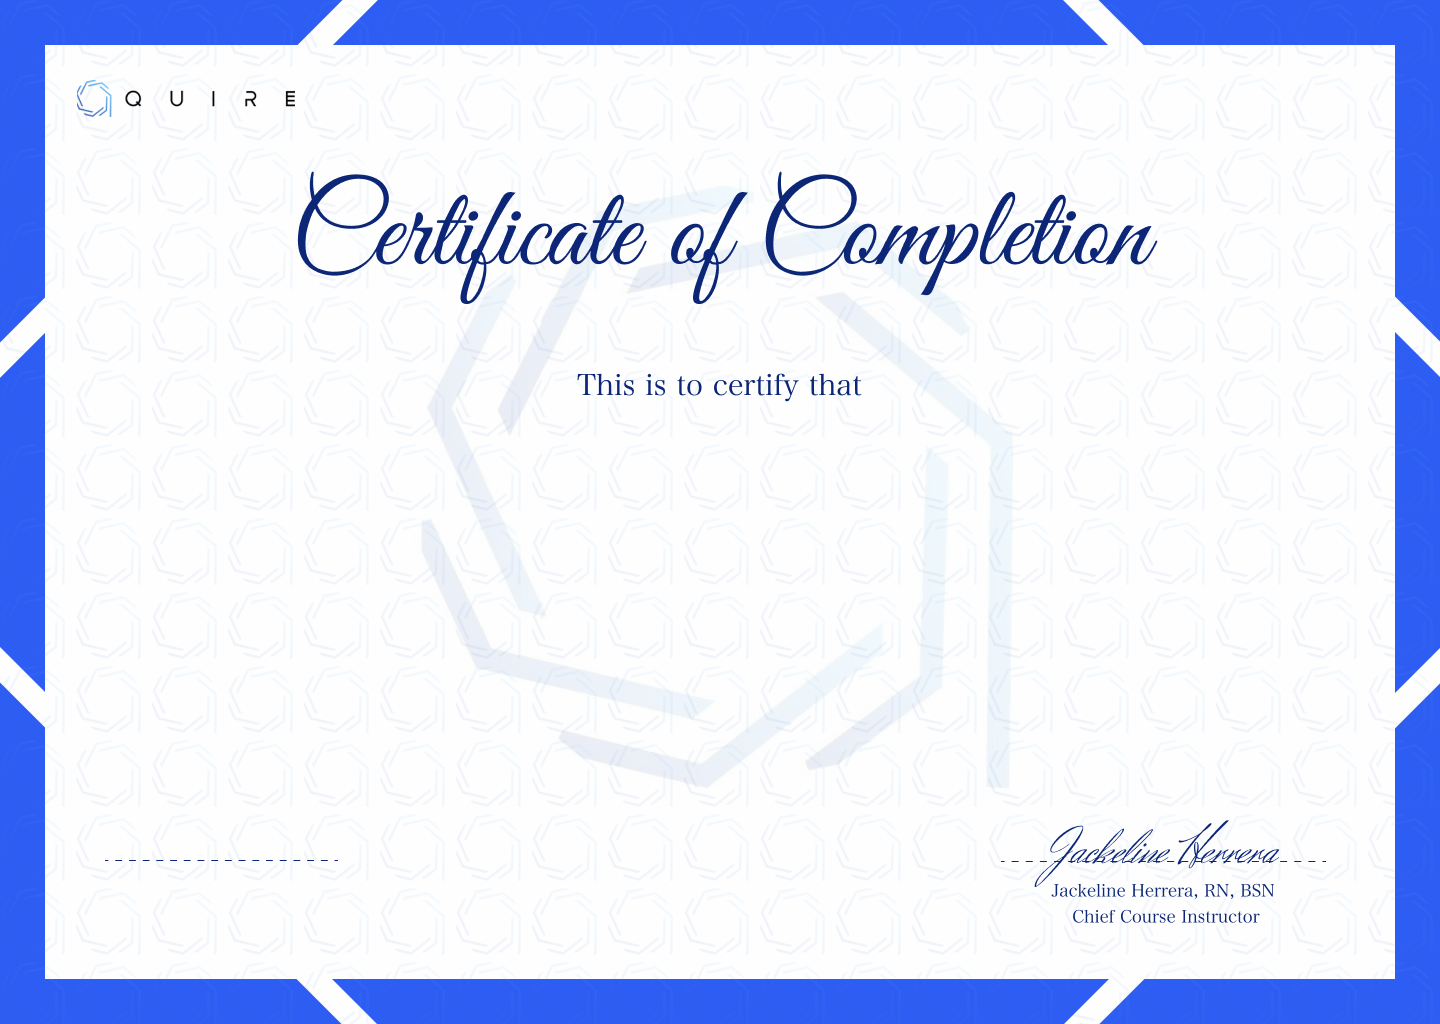 QUIRE
Certificate of Completion
This is to certify that
Jackeline Herrera
Jackeline Herrera, RN, BSN
Chief Course Instructor